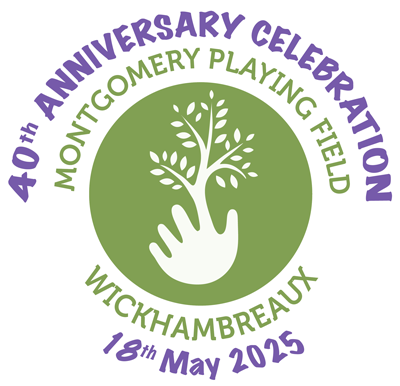 40th ANNIVERSARY CELEBRATION
MONTGOMERY PLAYING FIELD
WICKHAMBREAUX
18th May 2025